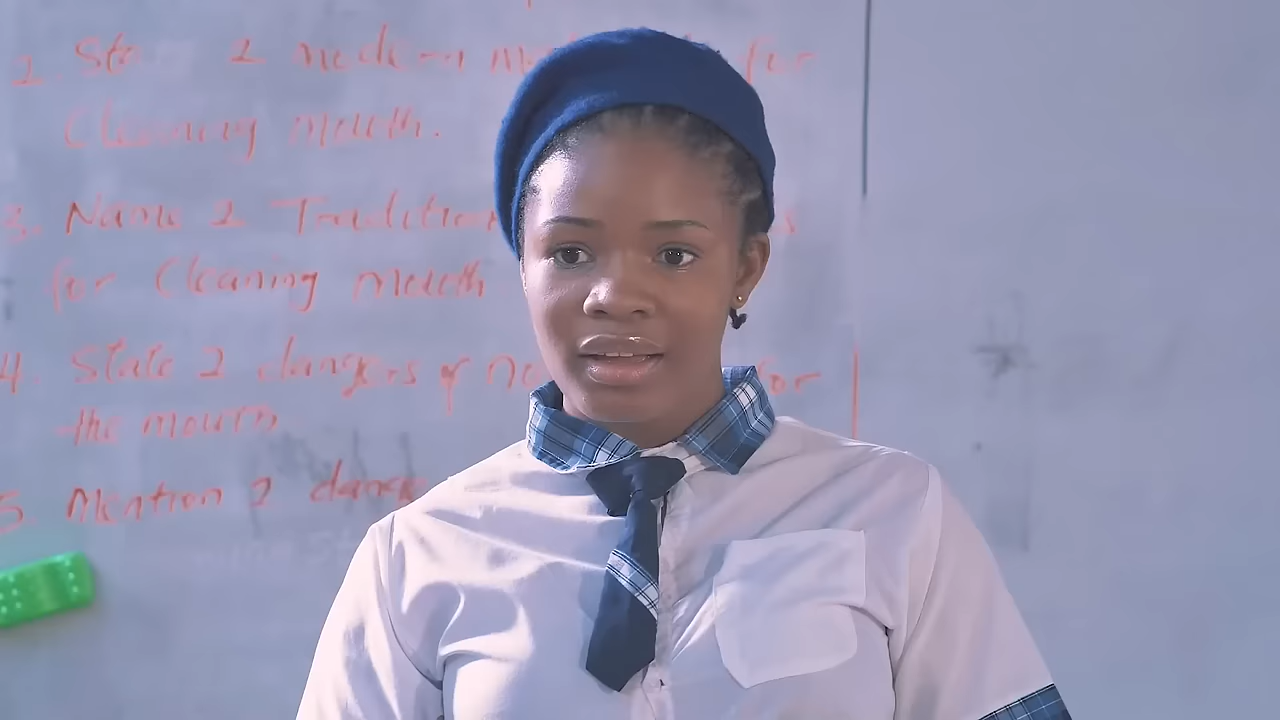 2. State 2 modern for
Cleaning mouth.
3. Name 2
for Cleaning mouth
4. State 2 dangers of for
the mouth
5. Mention 2